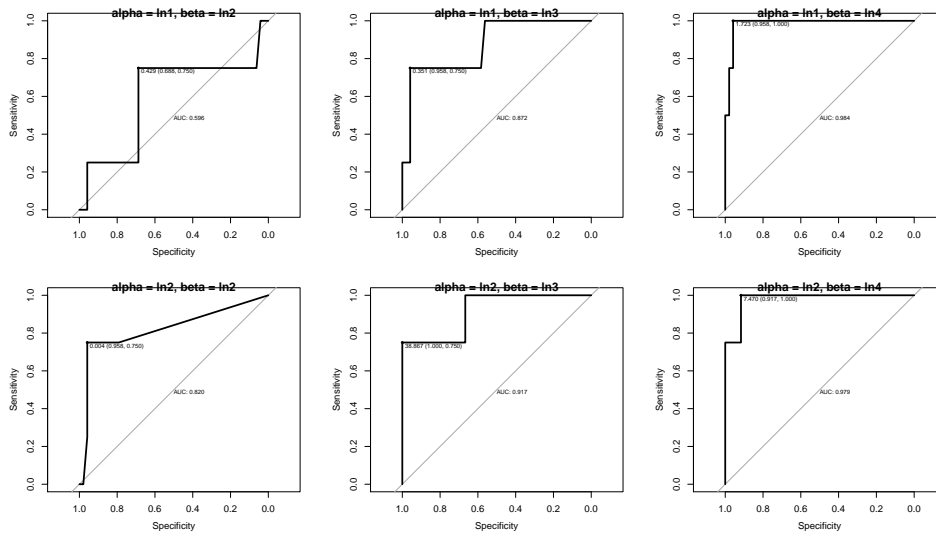 alpha = ln1, beta = ln2
Sensitivity
1.0
0.8
0.6
0.4
0.2
0.0
0.429 (0.688, 0.750)
AUC: 0.596
1.0 0.8 0.6 0.4 0.2 0.0
Specificity
alpha = ln1, beta = ln3
Sensitivity
1.0
0.8
0.6
0.4
0.2
0.0
0.351 (0.958, 0.750)
AUC: 0.872
1.0 0.8 0.6 0.4 0.2 0.0
Specificity
alpha = ln1, beta = ln4
Sensitivity
1.0
0.8
0.6
0.4
0.2
0.0
1.723 (0.958, 1.000)
AUC: 0.984
1.0 0.8 0.6 0.4 0.2 0.0
Specificity
alpha = ln2, beta = ln2
Sensitivity
1.0
0.8
0.6
0.4
0.2
0.0
0.004 (0.958, 0.750)
AUC: 0.820
1.0 0.8 0.6 0.4 0.2 0.0
Specificity
alpha = ln2, beta = ln3
Sensitivity
1.0
0.8
0.6
0.4
0.2
0.0
38.867 (1.000, 0.750)
AUC: 0.917
1.0 0.8 0.6 0.4 0.2 0.0
Specificity
alpha = ln2, beta = ln4
Sensitivity
1.0
0.8
0.6
0.4
0.2
0.0
7.470 (0.917, 1.000)
AUC: 0.979
1.0 0.8 0.6 0.4 0.2 0.0
Specificity